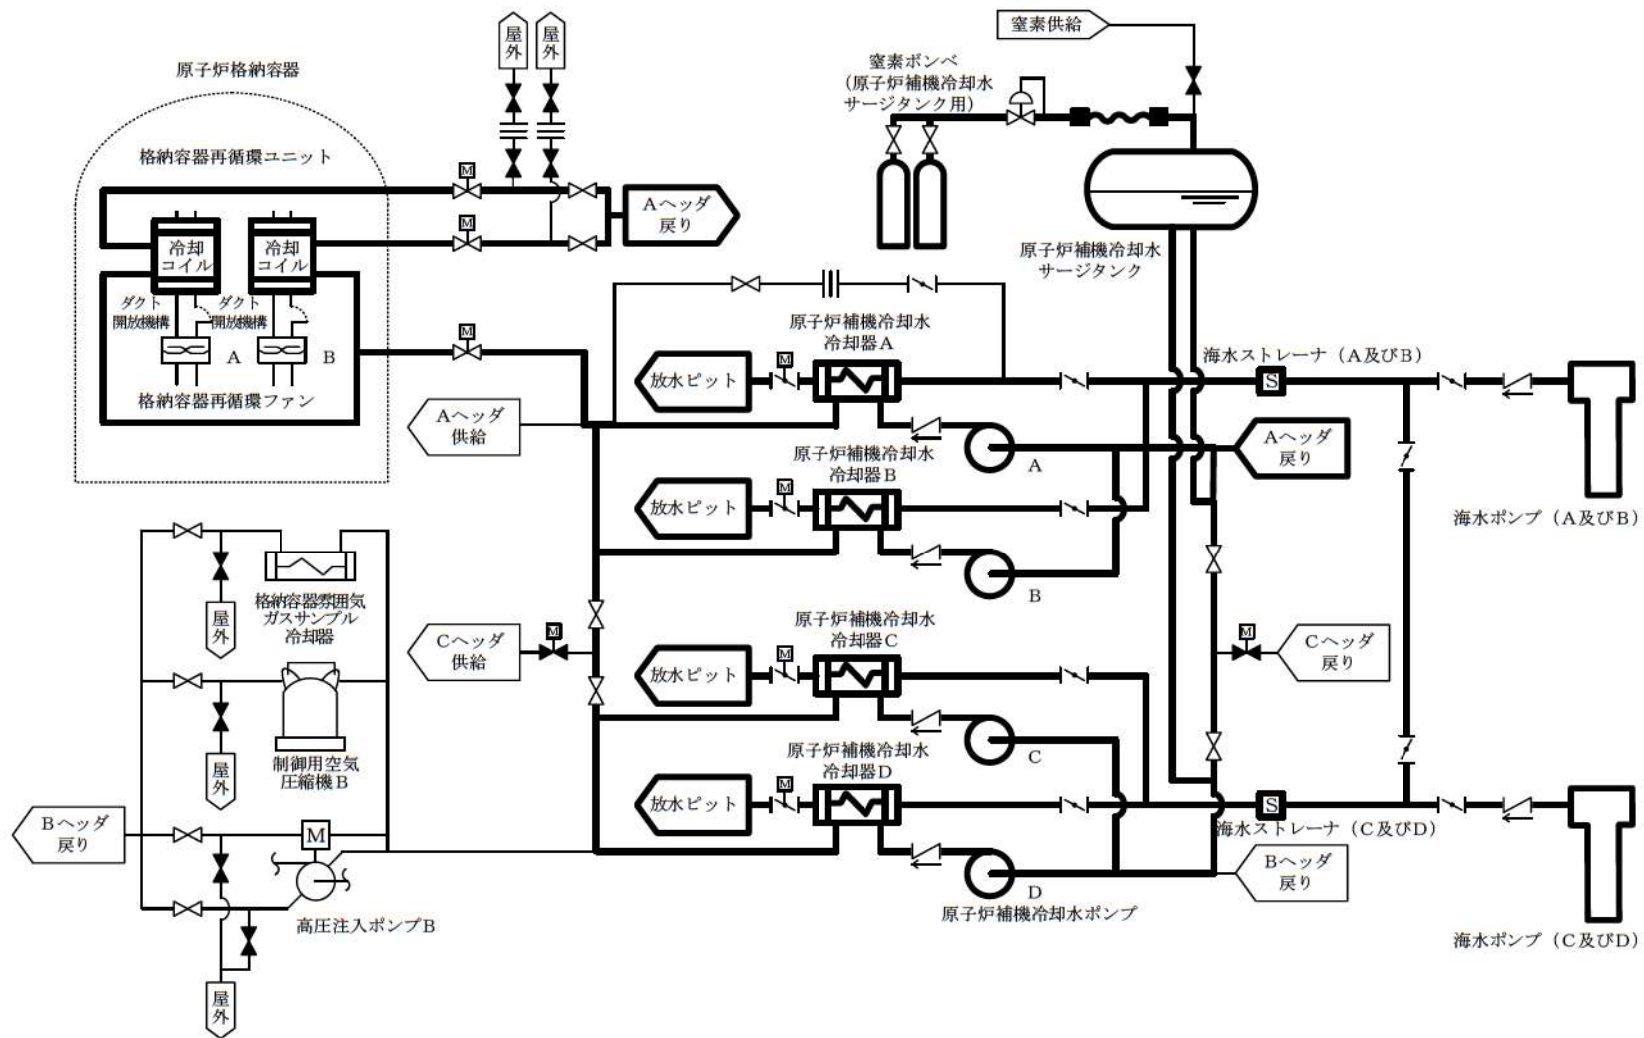 屋外
屋外
窒素供給
原子炉格納容器
窒素ボンベ
(原子炉補機冷却水
サージタンク用)
格納容器再循環ユニット
M
Aヘッダ
戻り
M
冷却
コイル
冷却
コイル
原子炉補機冷却水
サージタンク
ダクト
開放機構
ダクト
開放機構
A
B
格納容器再循環ファン
M
原子炉補機冷却水
冷却器A
放水ピット
M
海水ストレーナ(A及びB)
S
Aヘッダ
供給
A
Aヘッダ
戻り
原子炉補機冷却水
冷却器B
放水ピット
M
B
海水ポンプ(A及びB)
格納容器雰囲気
ガスサンプル
冷却器
屋外
Cヘッダ
供給
M
原子炉補機冷却水
冷却器C
放水ピット
M
C
M
Cヘッダ
戻り
制御用空気
圧縮機B
屋外
原子炉補機冷却水
冷却器D
放水ピット
M
S
海水ストレーナ(C及びD)
Bヘッダ
戻り
M
高圧注入ポンプB
屋外
D
原子炉補機冷却水ポンプ
Bヘッダ
戻り
海水ポンプ(C及びD)